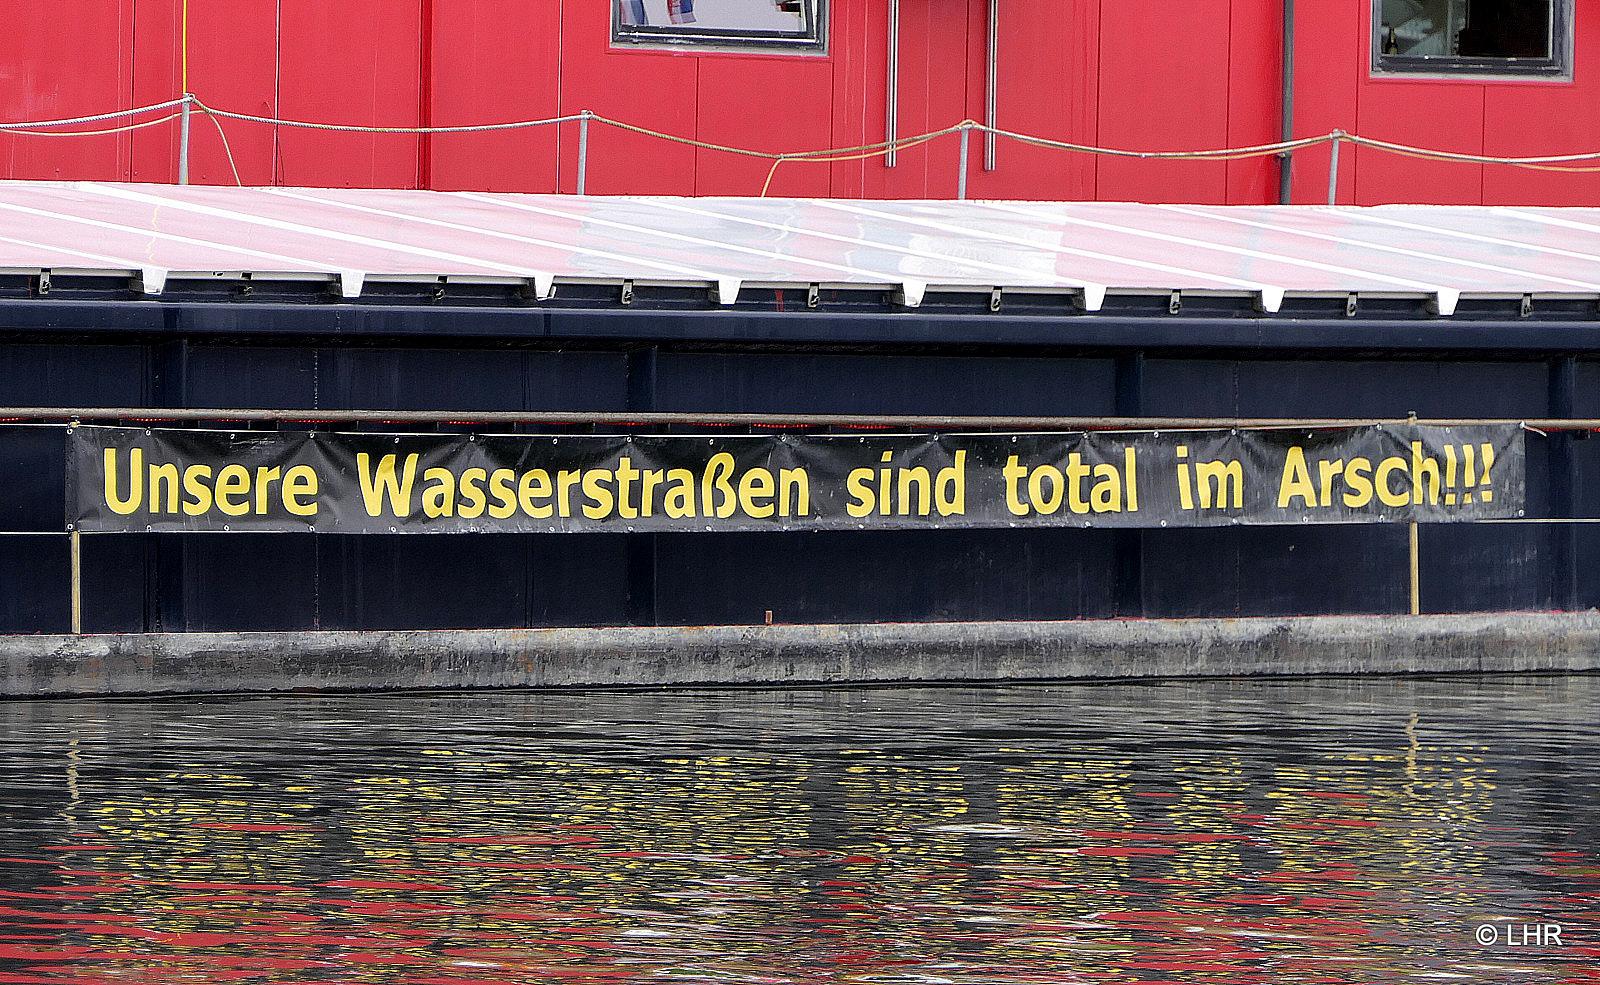 Unsere Wasserstraßen sind total im Arsch!!!
© LHR